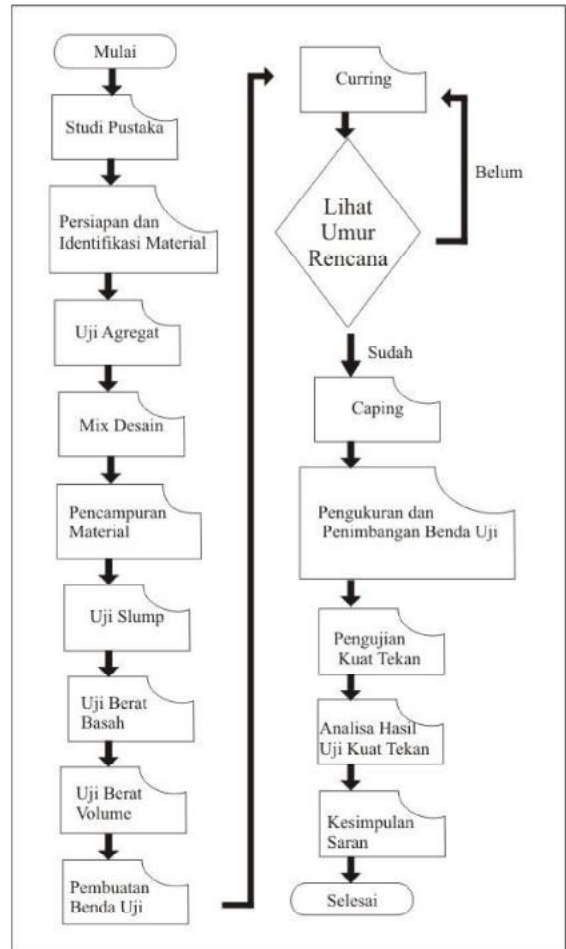 Mulai
Studi Pustaka
Persiapan dan
Identifikasi Material
Uji Agregat
Mix Desain
Pencampuran
Material
Uji Slump
Uji Berat
Basah
Uji Berat
Volume
Pembuatan
Benda Uji
Curring
Belum
Lihat
Umur
Rencana
Sudah
Caping
Pengukuran dan
Penimbangan Benda Uji
Pengujian
Kuat Tekan
Analisa Hasil
Uji Kuat Tekan
Kesimpulan
Saran
Selesai